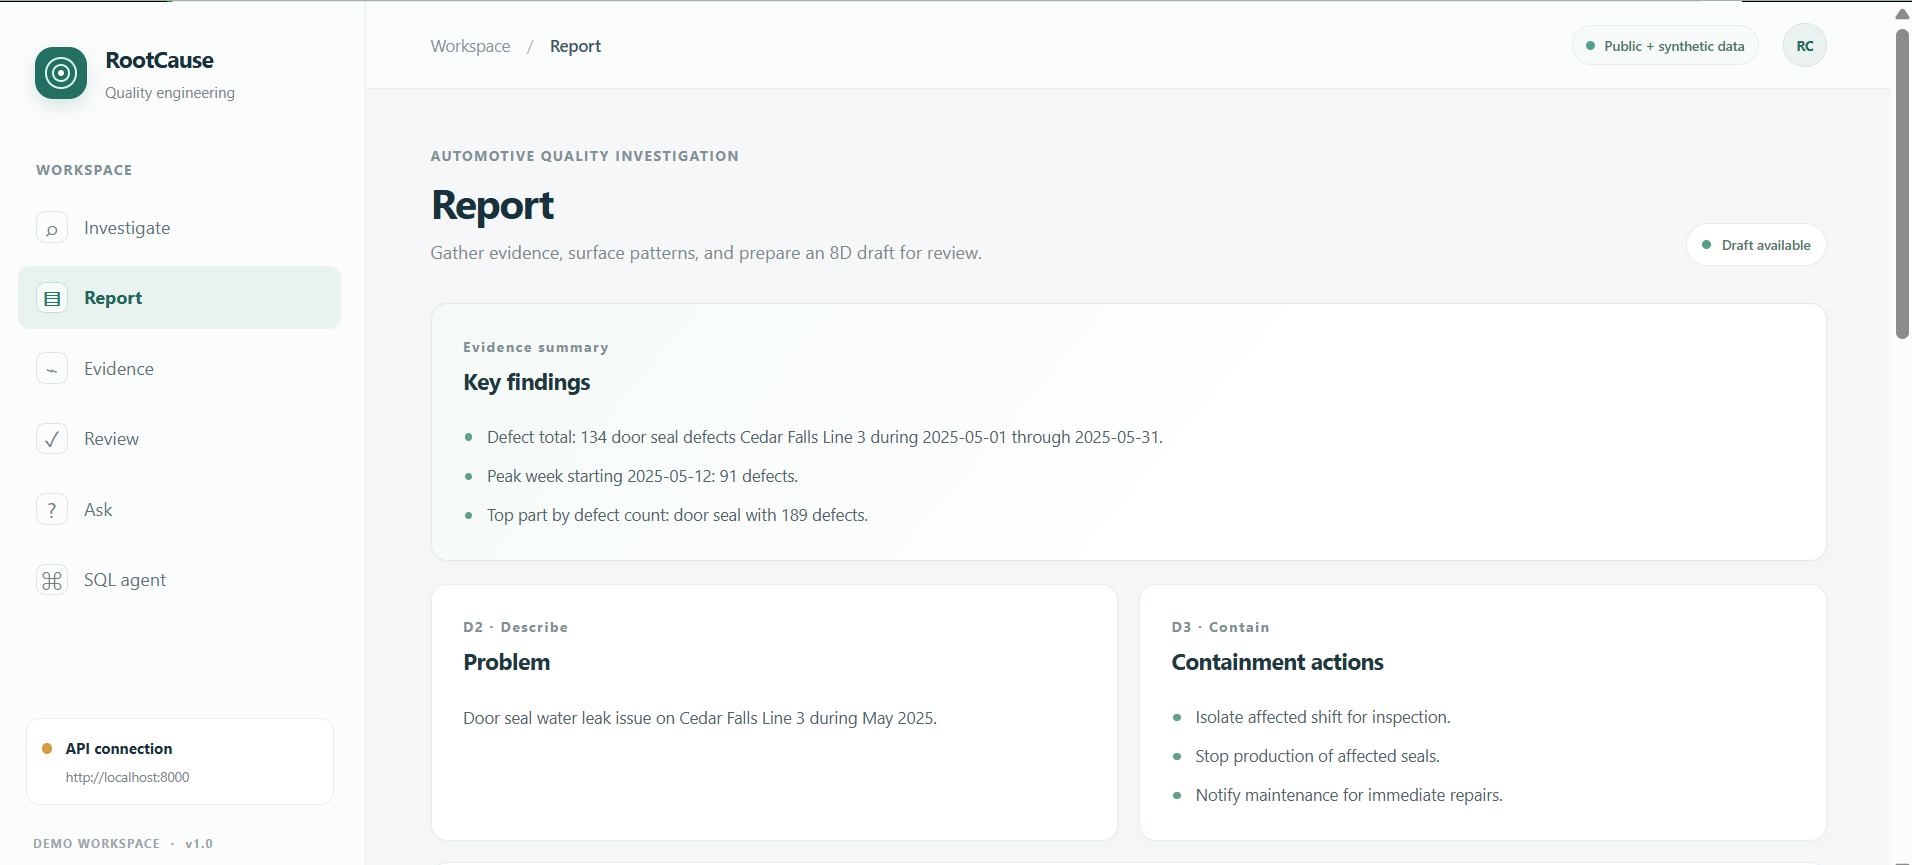 RootCause
Quality engineering
WORKSPACE
Investigate
Report
Evidence
Review
? Ask
SQL agent
API connection
http://localhost:8000
DEMO WORKSPACE · v1.0
Workspace / Report
Public + synthetic data
RC
AUTOMOTIVE QUALITY INVESTIGATION
Report
Gather evidence, surface patterns, and prepare an 8D draft for review.
Draft available
Evidence summary
Key findings
Defect total: 134 door seal defects Cedar Falls Line 3 during 2025-05-01 through 2025-05-31.
Peak week starting 2025-05-12: 91 defects.
Top part by defect count: door seal with 189 defects.
D2 · Describe
Problem
Door seal water leak issue on Cedar Falls Line 3 during May 2025.
D3 · Contain
Containment actions
Isolate affected shift for inspection.
Stop production of affected seals.
Notify maintenance for immediate repairs.